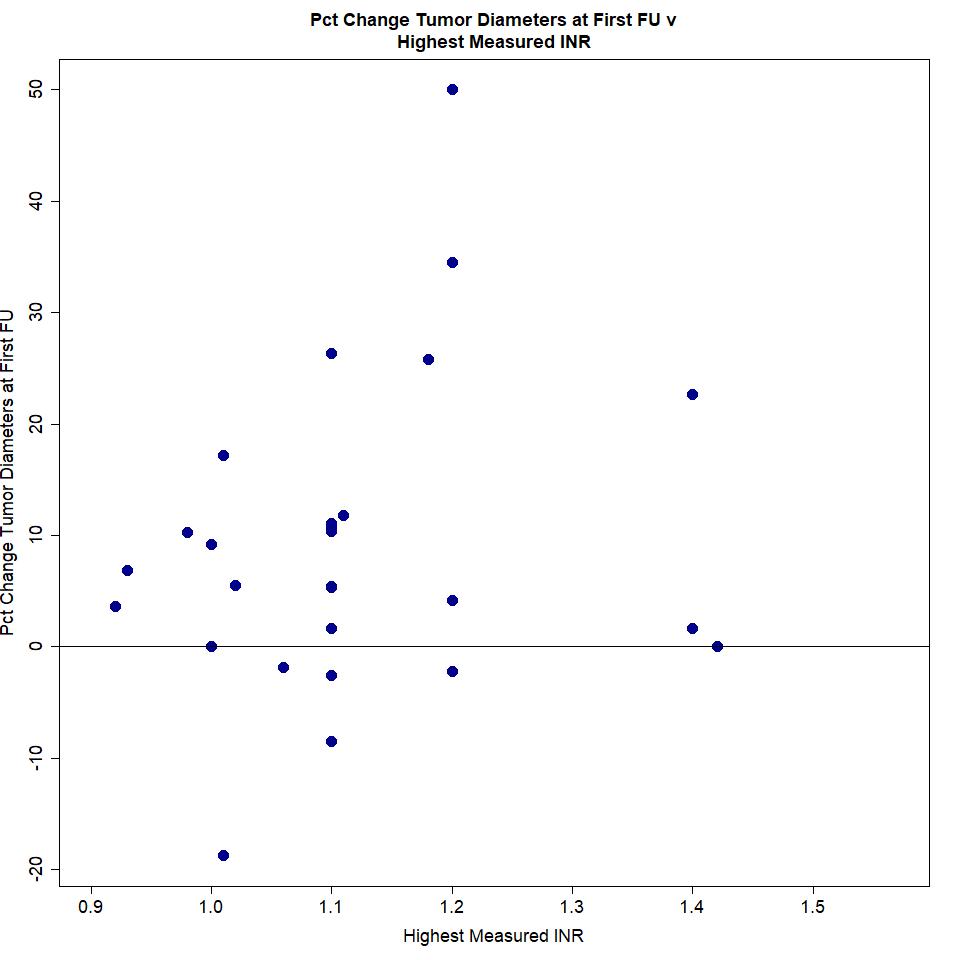 Pct Change Tumor Diameters at First FU v
Highest Measured INR
Pct Change Tumor Diameters at First FU
50
40
30
20
10
0
-10
-20
0.9 1.0 1.1 1.2 1.3 1.4 1.5
Highest Measured INR